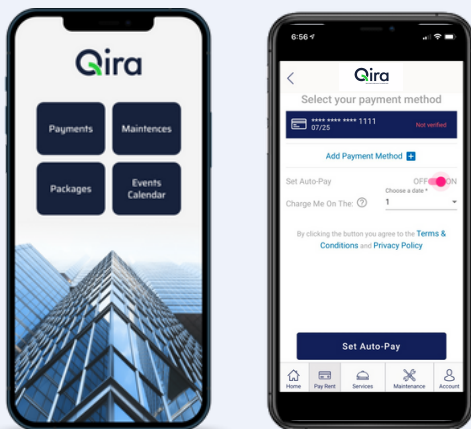 Qira
Payments
Maintences
Packages
Events
Calendar
6:56
Qira
Select your payment method
**** **** **** 1111
07/25
Not verified
Add Payment Method
Set Auto-Pay
OFF
ON
Choose a date *
Charge Me On The:
1
By clicking the button you agree to the Terms &
Conditions and Privacy Policy
Set Auto-Pay
Home
Pay Rent
Services
Maintenance
Account